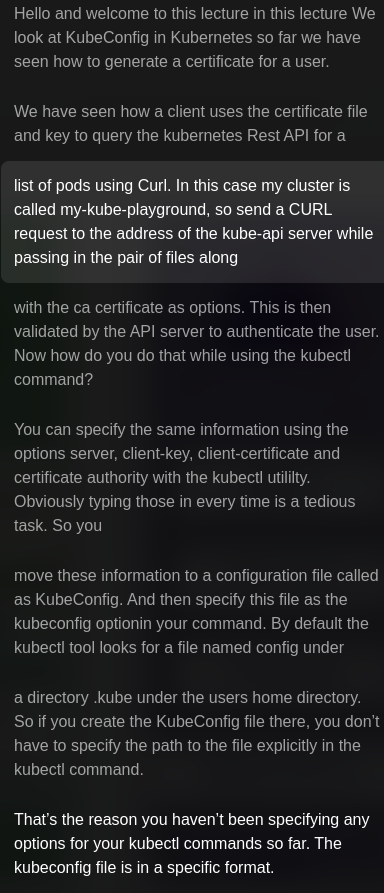 Hello and welcome to this lecture in this lecture We
look at KubeConfig in Kubernetes so far we have
seen how to generate a certificate for a user.
We have seen how a client uses the certificate file
and key to query the kubernetes Rest API for a
list of pods using Curl. In this case my cluster is
called my-kube-playground, so send a CURL
request to the address of the kube-api server while
passing in the pair of files along
with the ca certificate as options. This is then
validated by the API server to authenticate the user.
Now how do you do that while using the kubectl
command?
You can specify the same information using the
options server, client-key, client-certificate and
certificate authority with the kubectl utililty.
Obviously typing those in every time is a tedious
task. So you
move these information to a configuration file called
as KubeConfig. And then specify this file as the
kubeconfig optionin your command. By default the
kubectl tool looks for a file named config under
a directory .kube under the users home directory.
So if you create the KubeConfig file there, you don’t
have to specify the path to the file explicitly in the
kubectl command.
That’s the reason you haven’t been specifying any
options for your kubectl commands so far. The
kubeconfig file is in a specific format.